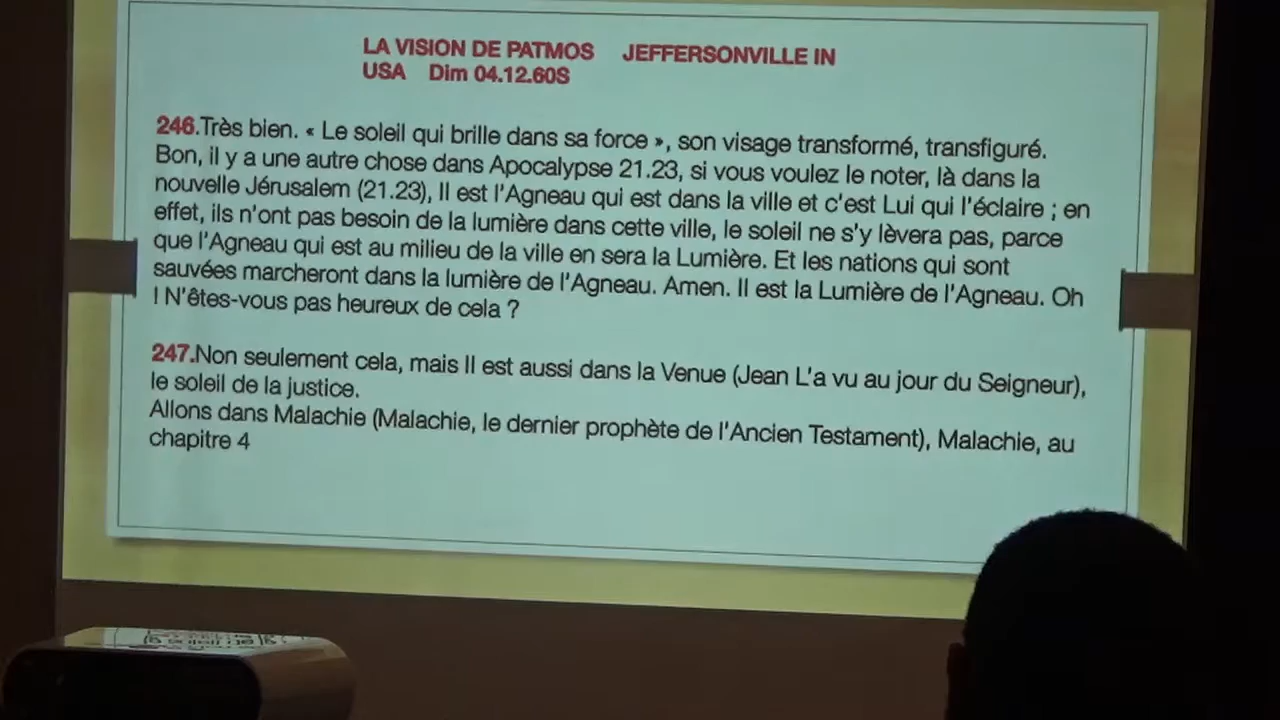 LA VISION DE PATMOS JEFFERSONVILLE IN
USA Dim 04.12.60S
246.Très bien. « Le soleil qui brille dans sa force », son visage transformé, transfiguré.
Bon, il y a une autre chose dans Apocalypse 21.23, si vous voulez le noter, là dans la
nouvelle Jérusalem (21.23), Il est l'Agneau qui est dans la ville et c'est Lui qui l'éclaire ; en
effet, ils n'ont pas besoin de la lumière dans cette ville, le soleil ne s'y lèvera pas, parce
que l'Agneau qui est au milieu de la ville en sera la Lumière. Et les nations qui sont
sauvées marcheront dans la lumière de l'Agneau. Amen. Il est la Lumière de l'Agneau. Oh
! N'êtes-vous pas heureux de cela ?
247.Non seulement cela, mais Il est aussi dans la Venue (Jean L'a vu au jour du Seigneur),
le soleil de la justice.
Allons dans Malachie (Malachie, le dernier prophète de l'Ancien Testament), Malachie, au
chapitre 4